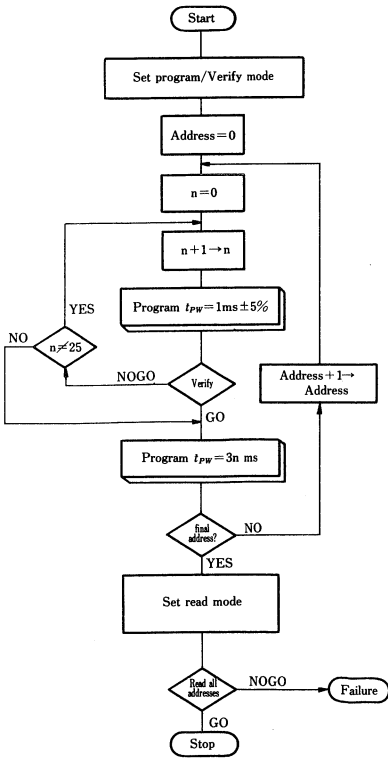 Start
Set program/Verify mode
Address=0
n=0
n+1→n
Program tPW=1ms±5%
YES
NO
n≠25
NOGO
Verify
GO
Address+1→
Address
Program tPW=3n ms
final
address?
NO
YES
Set read mode
Read all
addresses
NOGO
Failure
GO
Stop